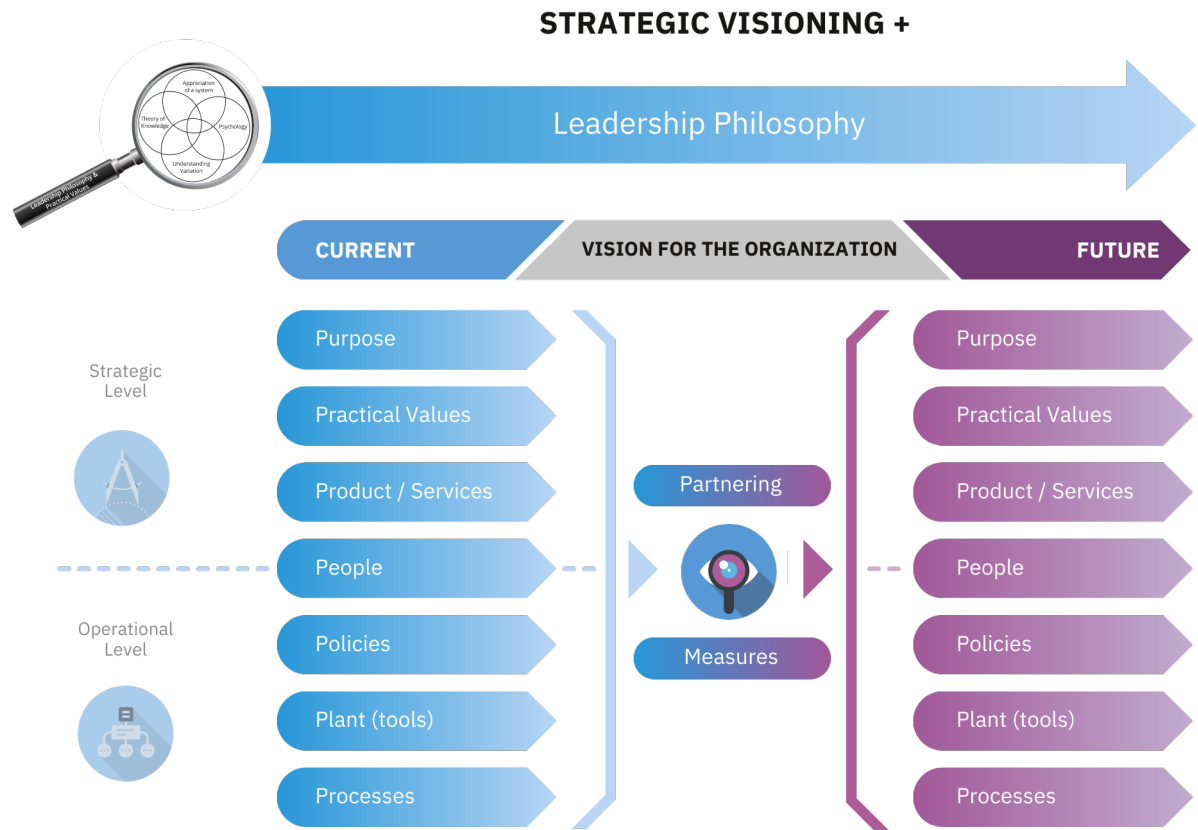 STRATEGIC VISIONING +
Appreciation
of a system
Theory of
Knowledge
Psychology
Understanding
Variation
Leadership Philosophy &
Practical Values
Leadership Philosophy
CURRENT
VISION FOR THE ORGANIZATION
FUTURE
Strategic
Level
Operational
Level
Purpose
Practical Values
Product / Services
People
Policies
Plant (tools)
Processes
Partnering
Measures
Purpose
Practical Values
Product / Services
People
Policies
Plant (tools)
Processes